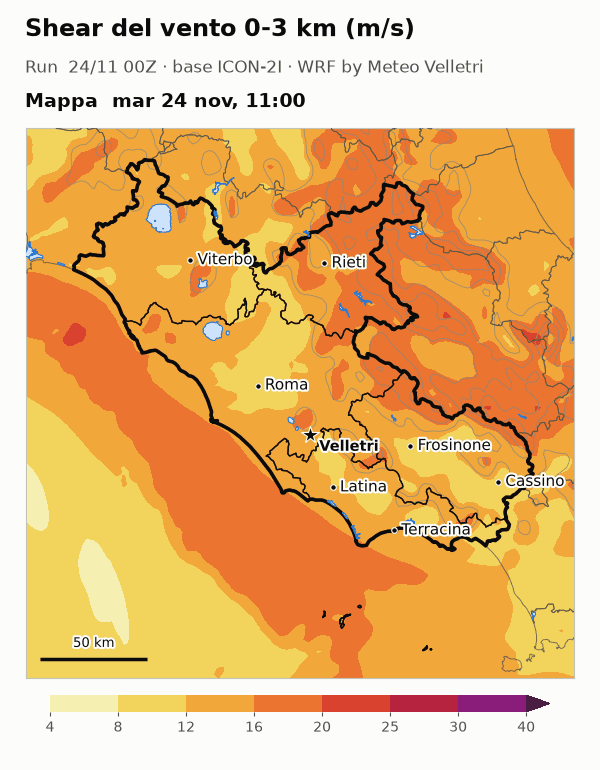 Shear del vento 0-3 km (m/s)
Run  24/11 00Z · base ICON-2I · WRF by Meteo Velletri
Mappa  mar 24 nov, 11:00
Viterbo
Rieti
Roma
Velletri
Frosinone
Latina
Cassino
Terracina
50 km
4 8 12 16 20 25 30 40